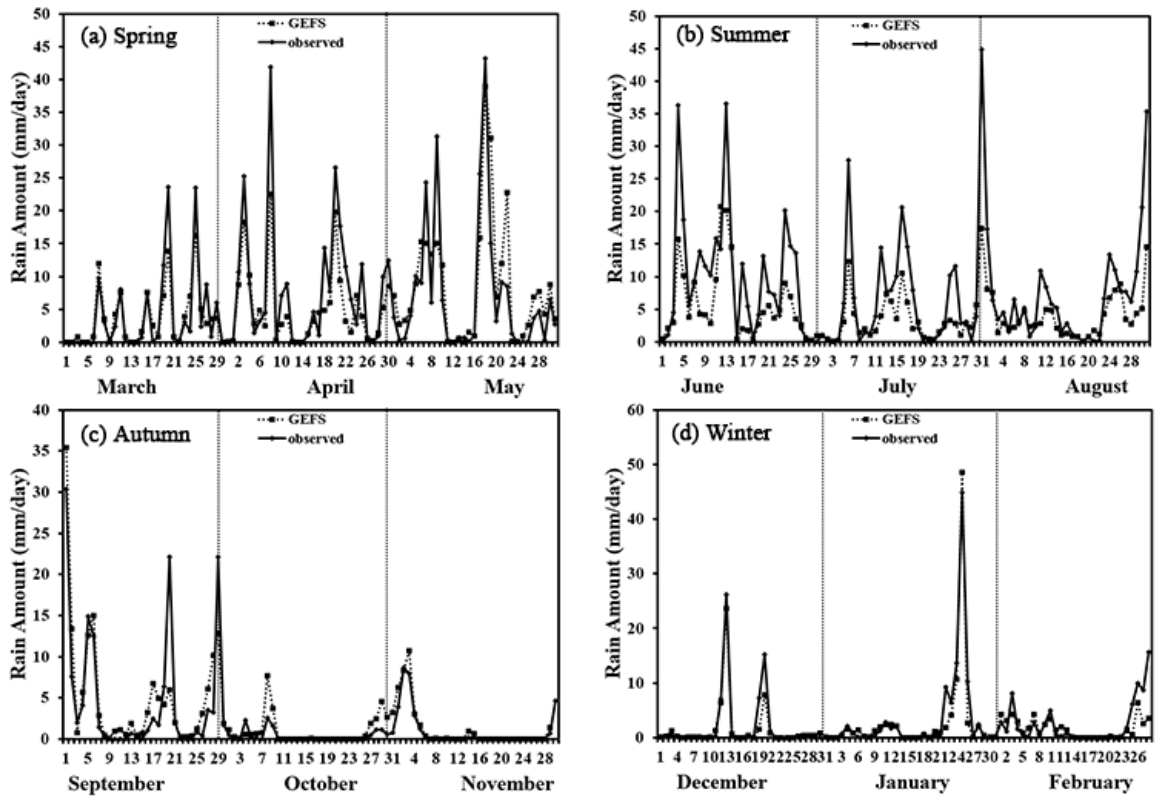 50
45
40
35
30
25
20
15
10
5
0
Rain Amount (mm/day)
(a) Spring
GEFS
observed
1 5 9 13 17 21 25 29 2 6 10 14 18 22 26 30 4 8 12 16 20 24 28
March April May
50
45
40
35
30
25
20
15
10
5
0
Rain Amount (mm/day)
(b) Summer
GEFS
observed
1 5 9 13 17 21 25 29 3 7 11 15 19 23 27 31 4 8 12 16 20 24 28
June July August
40
35
30
25
20
15
10
5
0
Rain Amount (mm/day)
(c) Autumn
GEFS
observed
1 5 9 13 17 21 25 29 3 7 11 15 19 23 27 31 4 8 12 16 20 24 28
September October November
60
50
40
30
20
10
0
Rain Amount (mm/day)
(d) Winter
GEFS
observed
1 4 7 10 13 16 19 22 25 28 31 3 6 9 12 15 18 21 24 27 30 2 5 8 11 14 17 20 23 26
December January February